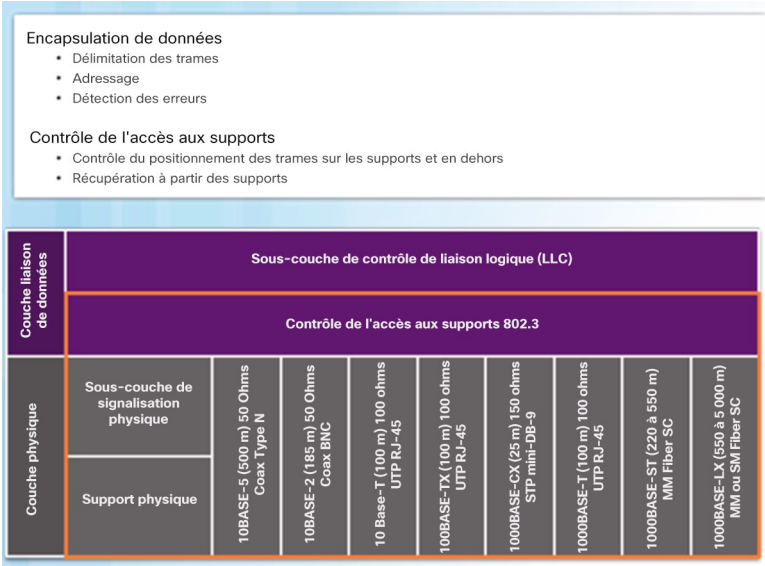 Encapsulation de données
• Délimitation des trames
• Adressage
• Détection des erreurs
Contrôle de l'accès aux supports
• Contrôle du positionnement des trames sur les supports et en dehors
• Récupération à partir des supports
Couche liaison
de données
Sous-couche de contrôle de liaison logique (LLC)
Contrôle de l'accès aux supports 802.3
Couche physique
Sous-couche de
signalisation
physique
Support physique
10BASE-5 (500 m) 50 Ohms
Coax Type N
10BASE-2 (185 m) 50 Ohms
Coax BNC
10 Base-T (100 m) 100 ohms
UTP RJ-45
100BASE-TX (100 m) 100 ohms
UTP RJ-45
1000BASE-CX (25 m) 150 ohms
STP mini-DB-9
1000BASE-T (100 m) 100 ohms
UTP RJ-45
1000BASE-ST (220 à 550 m)
MM Fiber SC
1000BASE-LX (550 à 5 000 m)
MM ou SM Fiber SC